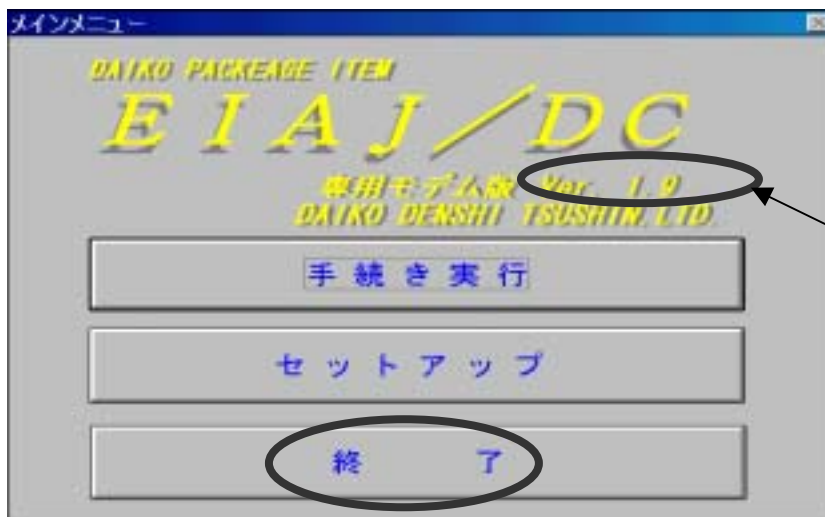 メインメニュー
DAIKO PACKEAGE ITEM
EIAJ／DC
専用モデム版 Ver. 1.9
DAIKO DENSHI TSUSHIN.LTD.
手続き実行
セットアップ
終 了